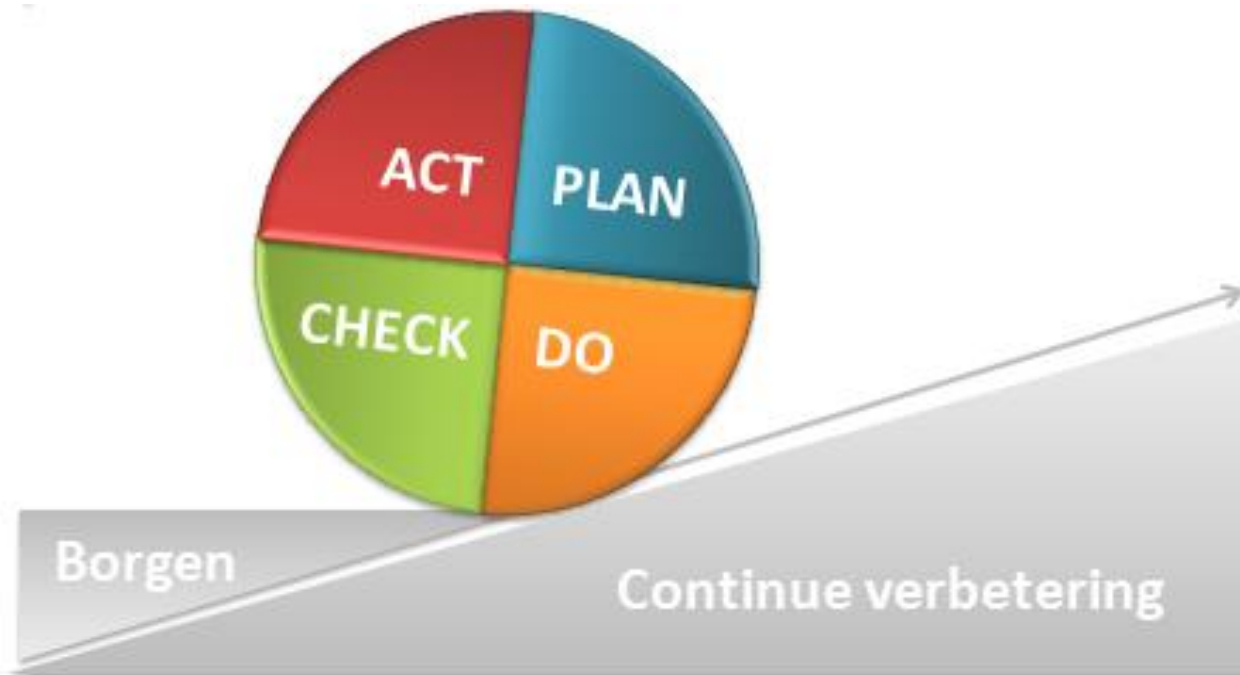 ACT
PLAN
CHECK
DO
Borgen
Continue verbetering